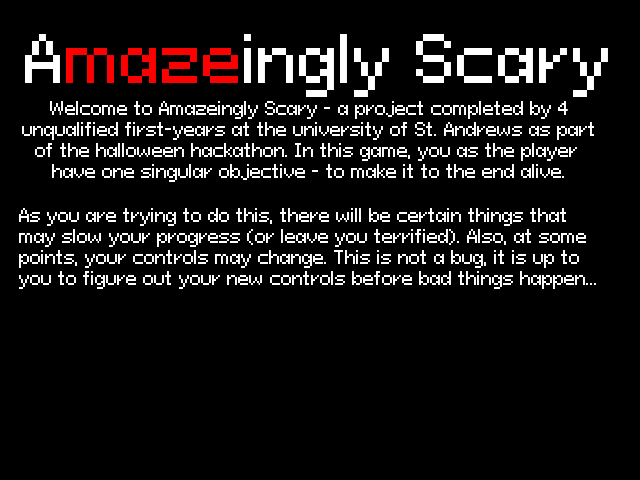 Amazeingly Scary
Welcome to Amazeingly Scary - a project completed by 4
unqualified first-years at the university of St. Andrews as part
of the halloween hackathon. In this game, you as the player
have one singular objective - to make it to the end alive.
As you are trying to do this, there will be certain things that
may slow your progress (or leave you terrified). Also, at some
points, your controls may change. This is not a bug, it is up to
you to figure out your new controls before bad things happen...